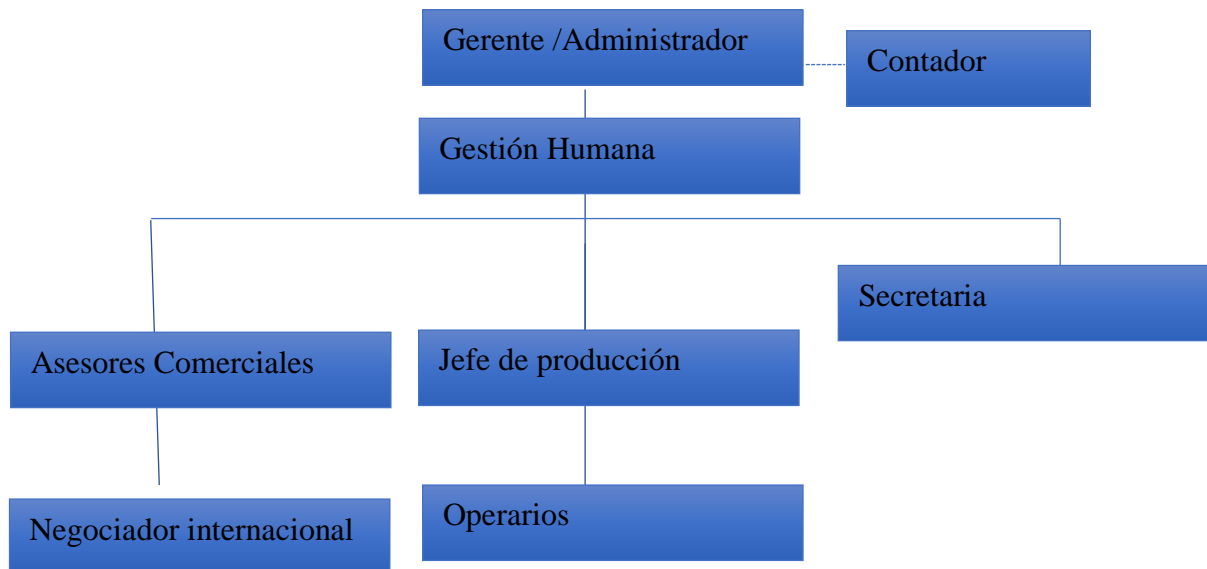 Gerente /Administrador
Contador
Gestión Humana
Secretaria
Asesores Comerciales
Jefe de producción
Negociador internacional
Operarios